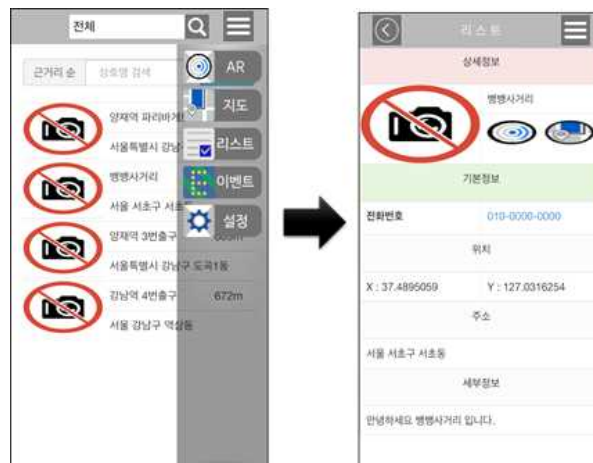 전체
근거리 순
상호명 검색
AR
지도
리스트
이벤트
설정
양재역 파리바게
서울특별시 강남
뱅뱅사거리
서울 서초구 서초
양재역 3번출구
서울특별시 강남구 도곡1동
강남역 4번출구 672m
서울 강남구 역삼동
리스트
상세정보
뱅뱅사거리
기본정보
전화번호 010-0000-0000
위치
X : 37.4895059 Y : 127.0316254
주소
서울 서초구 서초동
세부정보
안녕하세요 뱅뱅사거리 입니다.